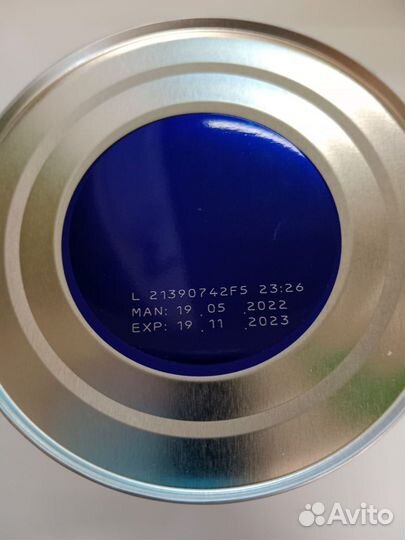 L 21390742F5 23:26
MAN: 19 . 05 . 2022
EXP: 19 . 11 . 2023
Avito